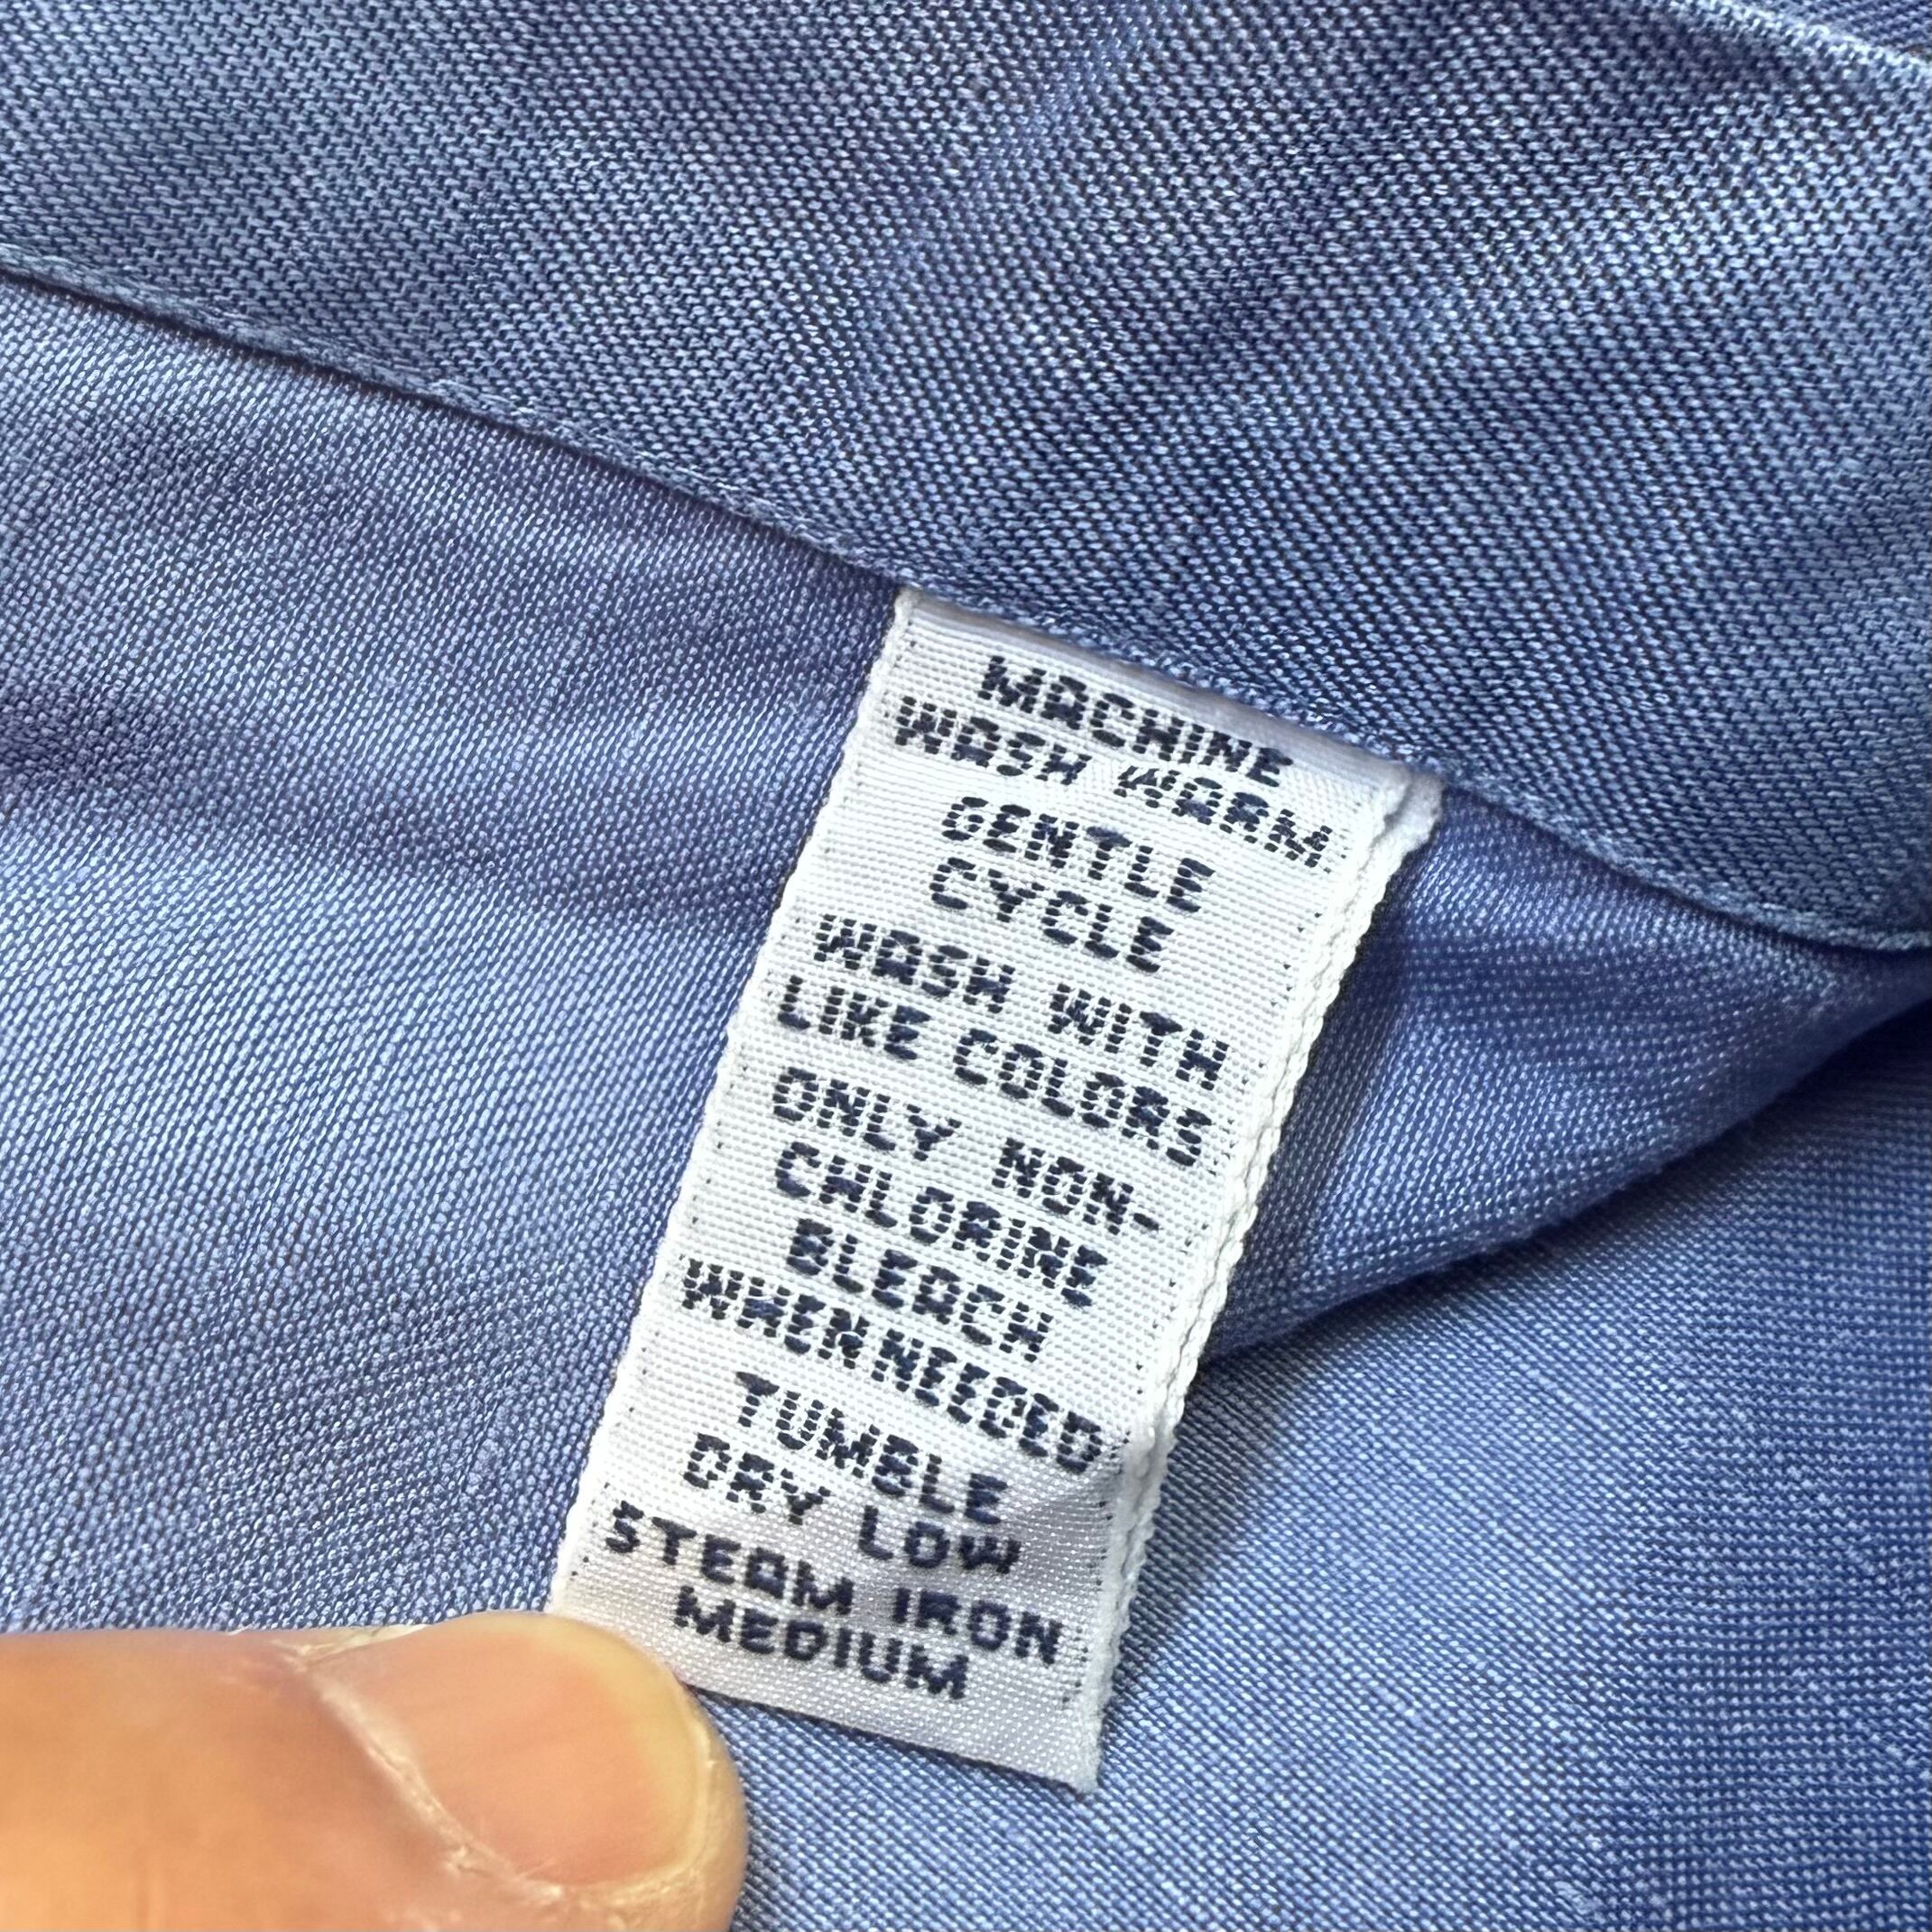 MACHINE
WASH WARM
GENTLE
CYCLE
WASH WITH
LIKE COLORS
ONLY NON-
CHLORINE
BLEACH
WHEN NEEDED
TUMBLE
DRY LOW
STEAM IRON
MEDIUM